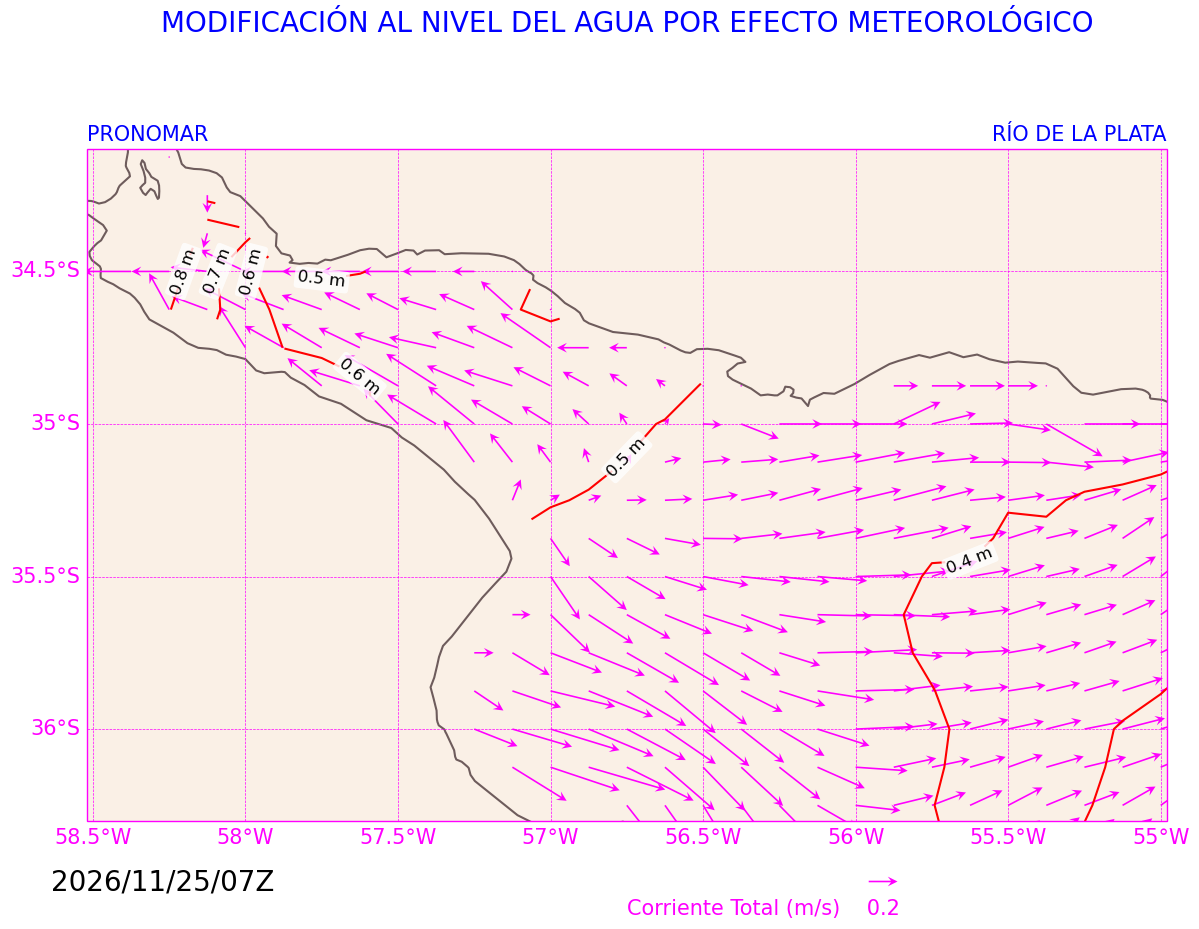 MODIFICACIÓN AL NIVEL DEL AGUA POR EFECTO METEOROLÓGICO
PRONOMAR
RÍO DE LA PLATA
34.5°S
35°S
35.5°S
36°S
0.8 m
0.7 m
0.6 m
0.5 m
0.6 m
0.5 m
0.4 m
58.5°W
58°W
57.5°W
57°W
56.5°W
56°W
55.5°W
55°W
2026/11/25/07Z
Corriente Total (m/s)
0.2